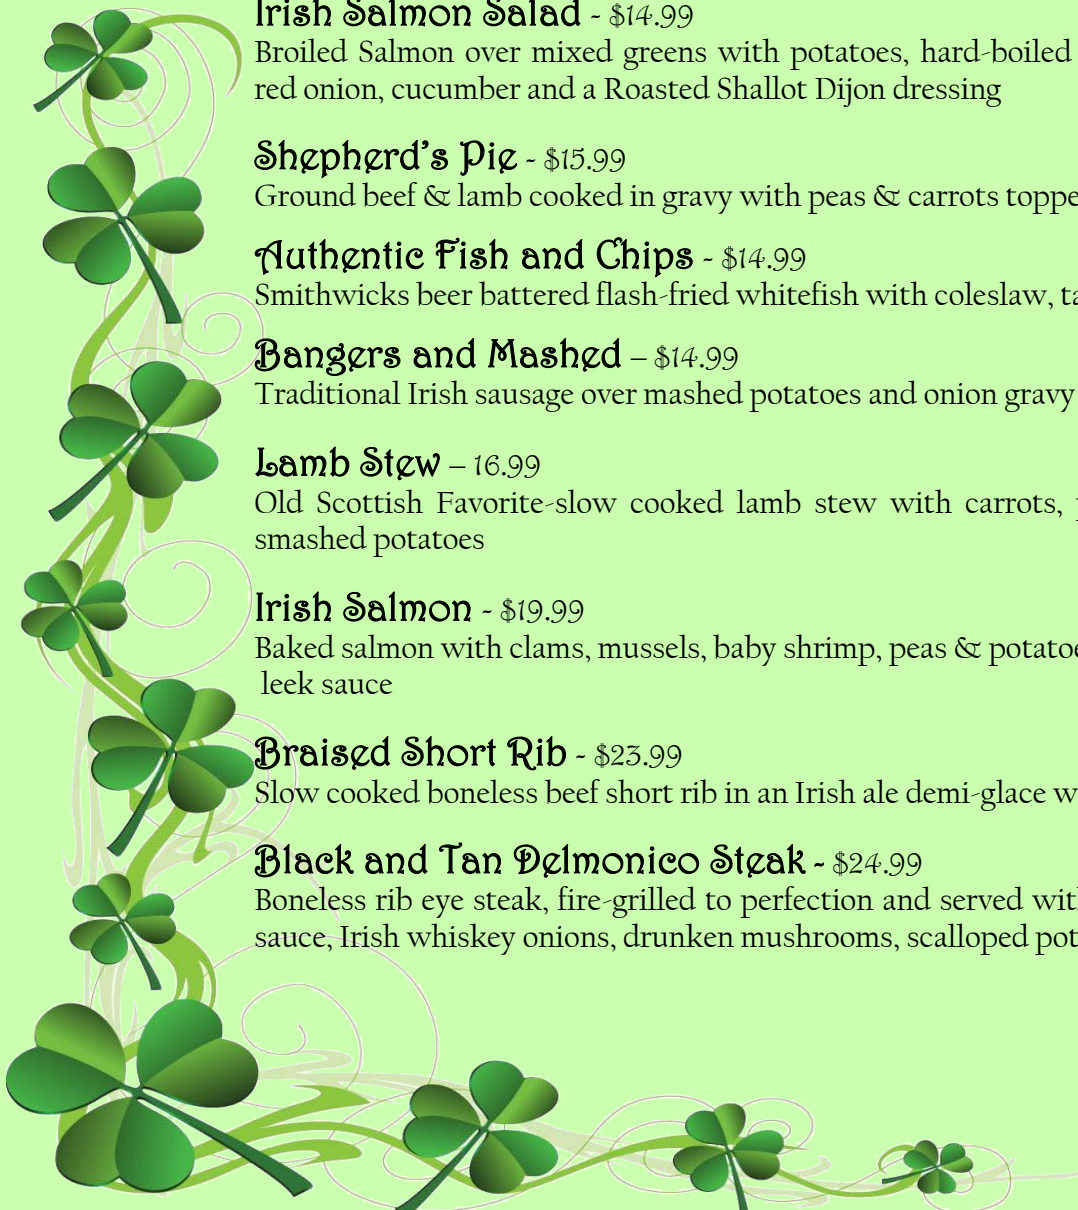 Irish Salmon Salad - $14.99
Broiled Salmon over mixed greens with potatoes, hard-boiled
red onion, cucumber and a Roasted Shallot Dijon dressing
Shepherd's Pie - $15.99
Ground beef & lamb cooked in gravy with peas & carrots
Authentic Fish and Chips - $14.99
Smithwicks beer battered flash-fried whitefish with coleslaw,
Bangers and Mashed – $14.99
Traditional Irish sausage over mashed potatoes and onion gravy
Lamb Stew – 16.99
Old Scottish Favorite-slow cooked lamb stew with carrots,
smashed potatoes
Irish Salmon - $19.99
Baked salmon with clams, mussels, baby shrimp, peas &
leek sauce
Braised Short Rib - $23.99
Slow cooked boneless beef short rib in an Irish ale demi-glace
Black and Tan Delmonico Steak - $24.99
Boneless rib eye steak, fire-grilled to perfection and served
sauce, Irish whiskey onions, drunken mushrooms, scalloped